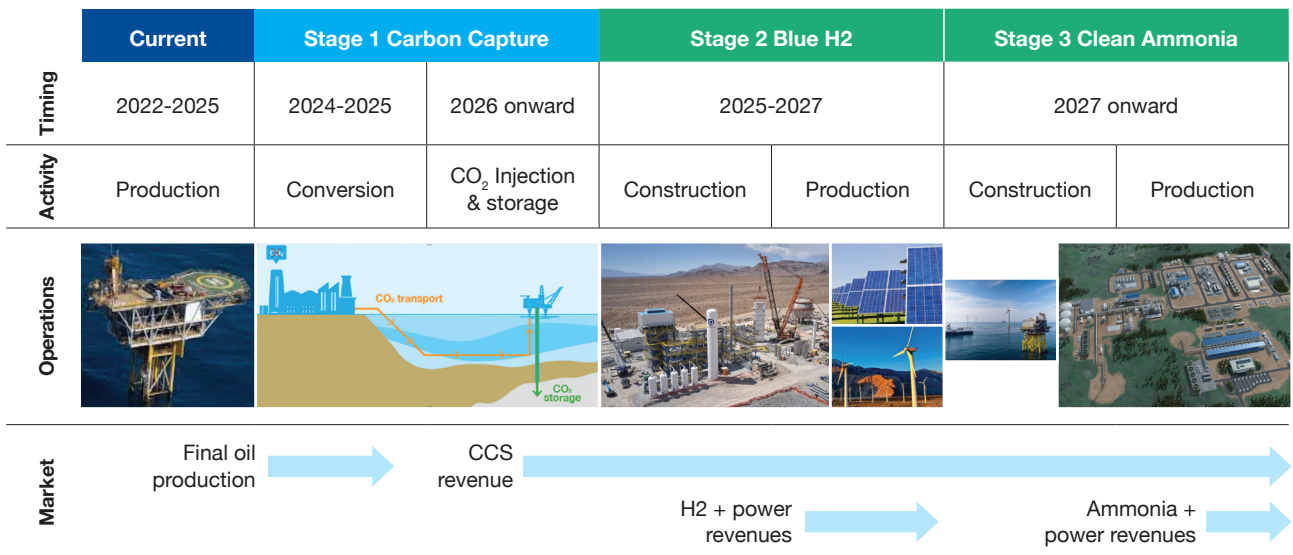 Current
Stage 1 Carbon Capture
Stage 2 Blue H2
Stage 3 Clean Ammonia
Timing
2022-2025
2024-2025
2026 onward
2025-2027
2027 onward
Activity
Production
Conversion
CO₂ Injection
& storage
Construction
Production
Construction
Production
Operations
CO₂
CO₂ transport
CO₂
storage
Market
Final oil
production
CCS
revenue
H2 + power
revenues
Ammonia +
power revenues